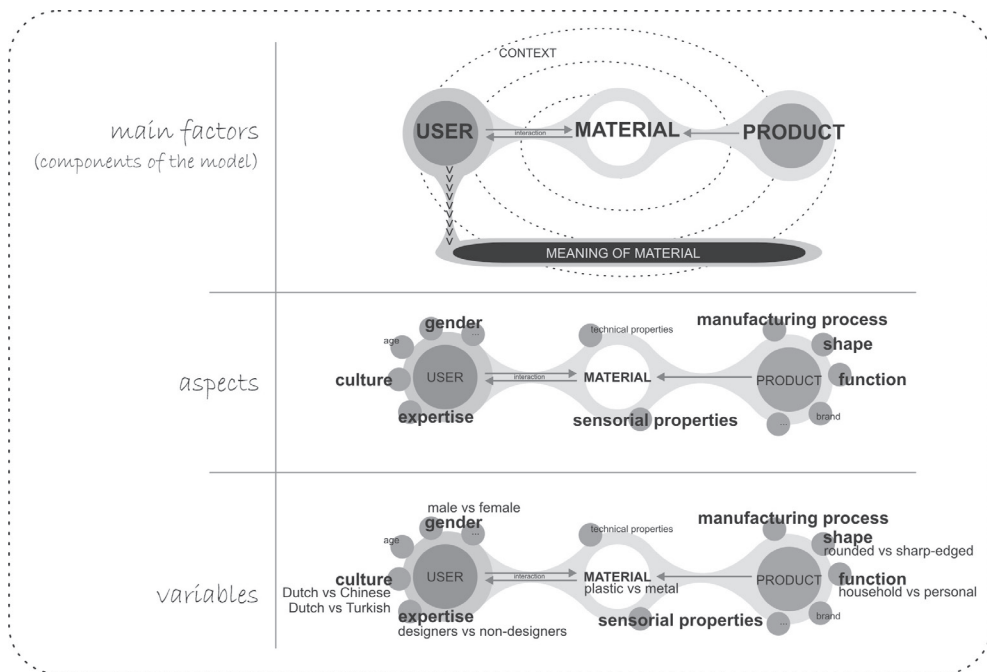 CONTEXT
main factors
(components of the model)
USER
interaction
MATERIAL
PRODUCT
MEANING OF MATERIAL
aspects
gender
...
age
culture
expertise
USER
interaction
technical properties
MATERIAL
sensorial properties
manufacturing process
shape
PRODUCT
function
brand
...
variables
male vs female
gender
...
age
culture
Dutch vs Chinese
Dutch vs Turkish
expertise
designers vs non-designers
USER
interaction
technical properties
MATERIAL
plastic vs metal
sensorial properties
manufacturing process
shape
rounded vs sharp-edged
PRODUCT
function
household vs personal
brand
...